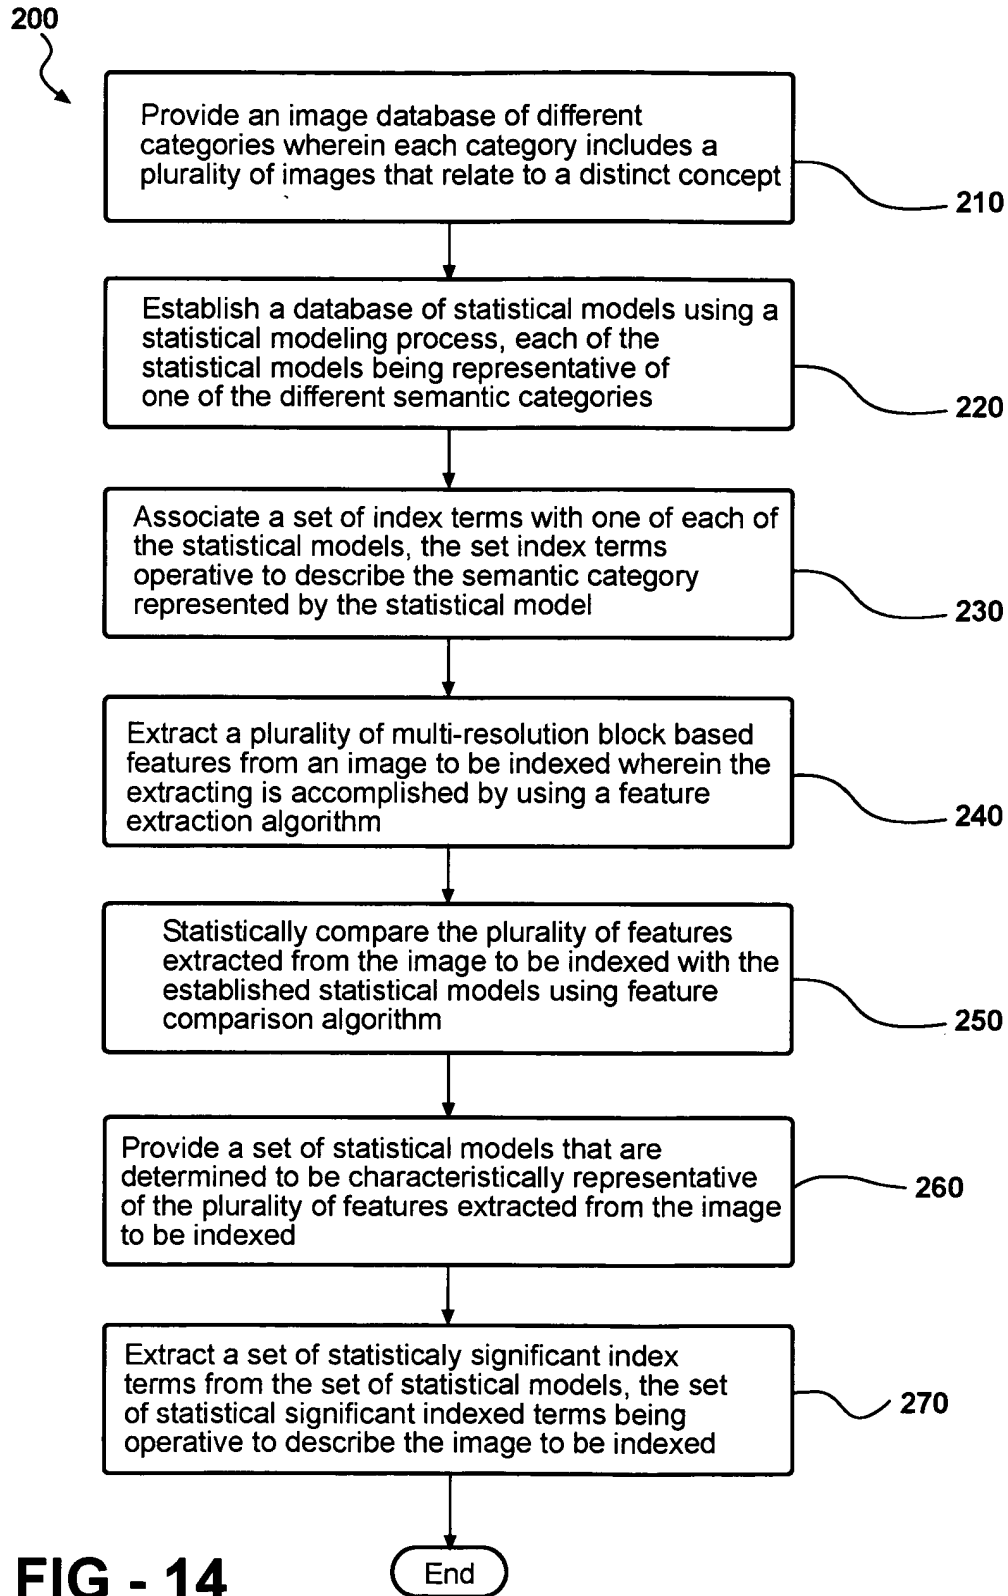 200
Provide an image database of different
categories wherein each category includes a
plurality of images that relate to a distinct concept
210
Establish a database of statistical models using a
statistical modeling process, each of the
statistical models being representative of
one of the different semantic categories
220
Associate a set of index terms with one of each of
the statistical models, the set index terms
operative to describe the semantic category
represented by the statistical model
230
Extract a plurality of multi-resolution block based
features from an image to be indexed wherein the
extracting is accomplished by using a feature
extraction algorithm
240
Statistically compare the plurality of features
extracted from the image to be indexed with the
established statistical models using feature
comparison algorithm
250
Provide a set of statistical models that are
determined to be characteristically representative
of the plurality of features extracted from the image
to be indexed
260
Extract a set of statisticaly significant index
terms from the set of statistical models, the set
of statistical significant indexed terms being
operative to describe the image to be indexed
270
End
FIG - 14